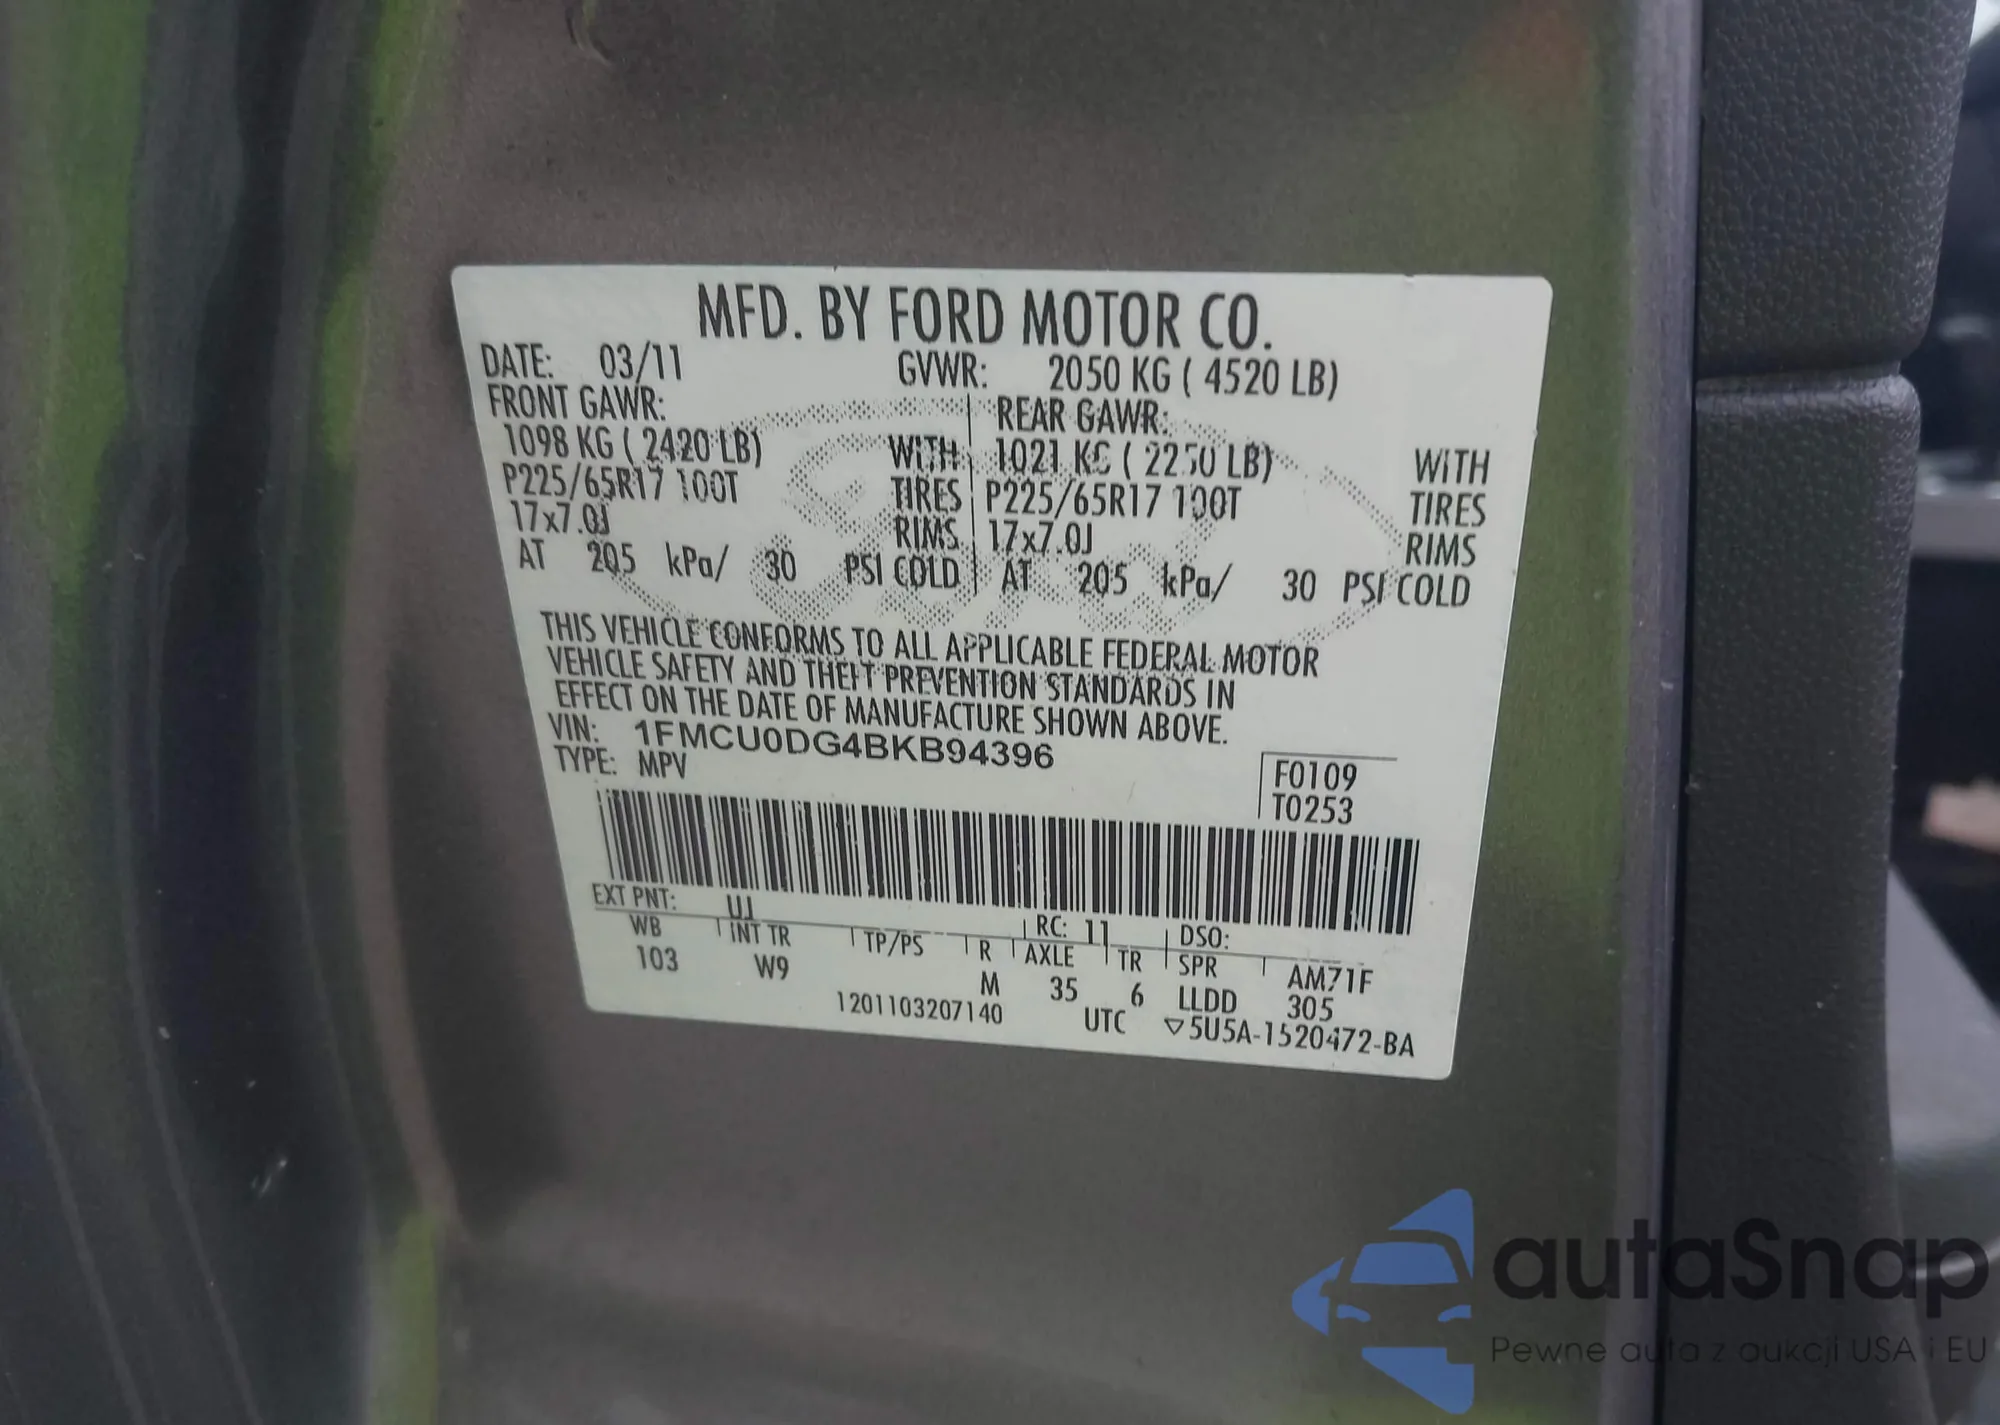 MFD. BY FORD MOTOR CO.
DATE: 03/11 GVWR: 2050 KG ( 4520 LB)
FRONT GAWR: REAR GAWR:
1098 KG ( 2420 LB) WITH 1021 KG ( 2250 LB) WITH
P225/65R17 100T TIRES P225/65R17 100T TIRES
17x7.0J RIMS 17x7.0J RIMS
AT 205 kPa/ 30 PSI COLD AT 205 kPa/ 30 PSI COLD
THIS VEHICLE CONFORMS TO ALL APPLICABLE FEDERAL MOTOR
VEHICLE SAFETY AND THEFT PREVENTION STANDARDS IN
EFFECT ON THE DATE OF MANUFACTURE SHOWN ABOVE.
VIN: 1FMCU0DG4BKB94396
TYPE: MPV F0109
T0253
EXT PNT: UJ RC: 11 DSO:
WB INT TR TP/PS R AXLE TR SPR AM71F
103 W9 M 35 6 LLDD 305
1201103207140 UTC ▽5U5A-1520472-BA
autaSnap
Pewne auta z aukcji USA i EU